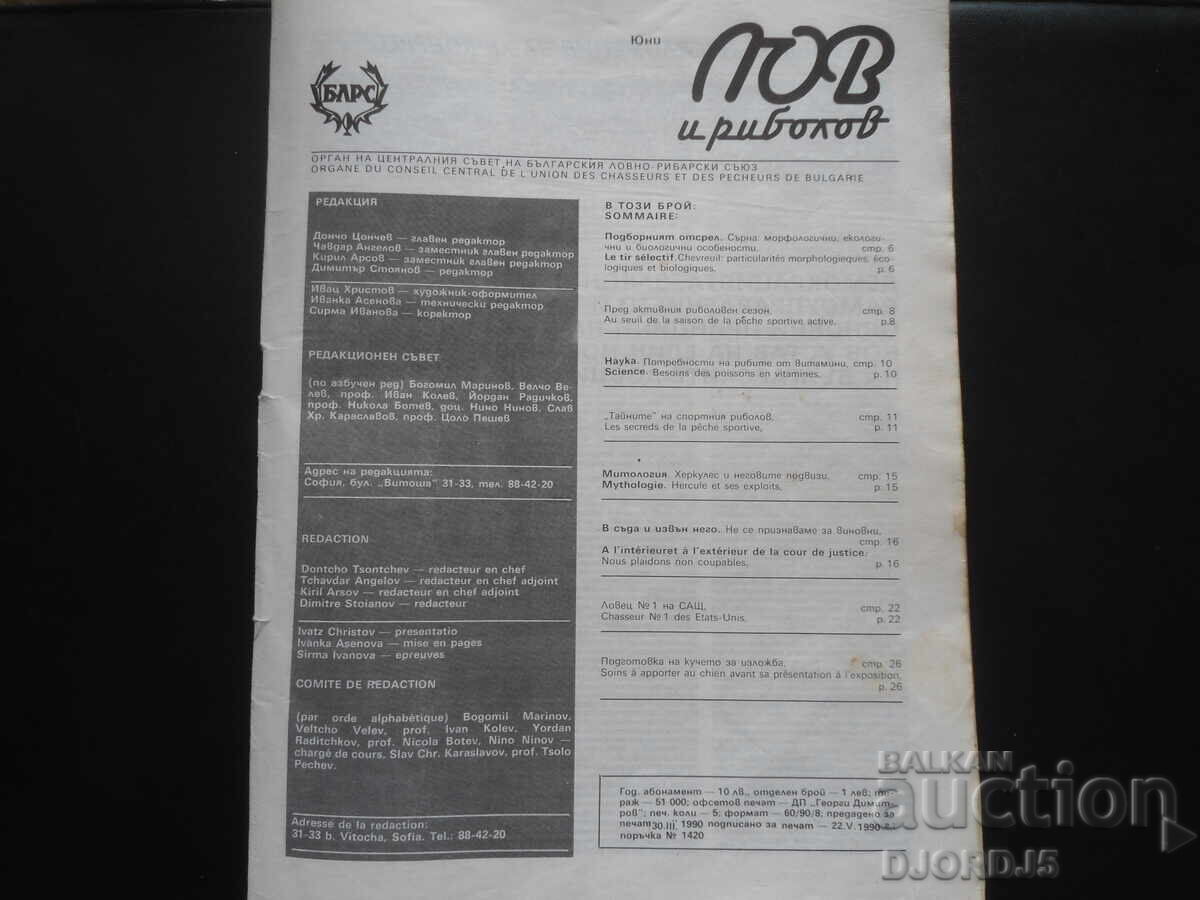 Юни
ЛОВ
и риболов
БЛРС
ОРГАН НА ЦЕНТРАЛНИЯ СЪВЕТ НА БЪЛГАРСКИЯ ЛОВНО-РИБАРСКИ СЪЮЗ
ORGANE DU CONSEIL CENTRAL DE L'UNION DES CHASSEURS ET DES PECHEURS DE BULGARIE
РЕДАКЦИЯ
Дончо Цончев — главен редактор
Чавдар Ангелов — заместник главен редактор
Кирил Арсов — заместник главен редактор
Димитър Стоянов — редактор
Ивац Христов — художник-оформител
Иванка Асенова — технически редактор
Сирма Иванова — коректор
РЕДАКЦИОНЕН СЪВЕТ
(по азбучен ред) Богомил Маринов, Велчо Ве-
лев, проф. Иван Колев, Йордан Радичков,
проф. Никола Ботев, доц. Нино Нинов, Слав
Хр. Караславов, проф. Цоло Пешев
Адрес на редакцията:
София, бул. „Витоша" 31-33, тел. 88-42-20
REDACTION
Dontcho Tsontchev — redacteur en chef
Tchavdar Angelov — redacteur en chef adjoint
Kiril Arsov — redacteur en chef adjoint
Dimitre Stoianov — redacteur
Ivatz Christov — presentatio
Ivanka Asenova — mise en pages
Sirma Ivanova — epreuves
COMITE DE REDACTION
(par orde alphabétique) Bogomil Marinov,
Veltcho Velev, prof. Ivan Kolev, Yordan
Raditchkov, prof. Nicola Botev, Nino Ninov —
chargé de cours, Slav Chr. Karaslavov, prof. Tsolo
Pechev.
Adresse de la redaction:
31-33 b. Vitocha, Sofia. Tel.: 88-42-20
В ТОЗИ БРОЙ:
SOMMAIRE:
Подборният отсрел. Сърна: морфологични, екологи-
чни и биологични особености, стр. 6
Le tir sélectif. Chevreuil: particularités morphologieques, éco-
logiques et biologiques, p. 6
Пред активния риболовен сезон, стр. 8
Au seuil de la saison de la pêche sportive active, p.8
Наука. Потребности на рибите от витамини, стр. 10
Science. Besoins des poissons en vitamines, p. 10
„Тайните" на спортния риболов, стр. 11
Les secreds de la pêche sportive, p. 11
Митология. Херкулес и неговите подвизи, стр. 15
Mythologie. Hercule et ses exploits, p. 15
В съда и извън него. Не се признаваме за виновни,
стр. 16
A l'intérieuret à l'extérieur de la cour de justice.
Nous plaidons non coupables, p. 16
Ловец №1 на САЩ, стр. 22
Chasseur №1 des Etats-Unis, p. 22
Подготовка на кучето за изложба, стр. 26
Soins à apporter au chien avant sa présentation à l'exposition,
p. 26
Год. абонамент — 10 лв., отделен брой — 1 лев; ти-
раж — 51 000; офсетов печат — ДП „Георги Димит-
ров"; печ. коли — 5; формат — 60/90/8; предадено за
печат 30.III. 1990 подписано за печат — 22.V. 1990
поръчка № 1420
BALKAN
auction
DJORDJ5